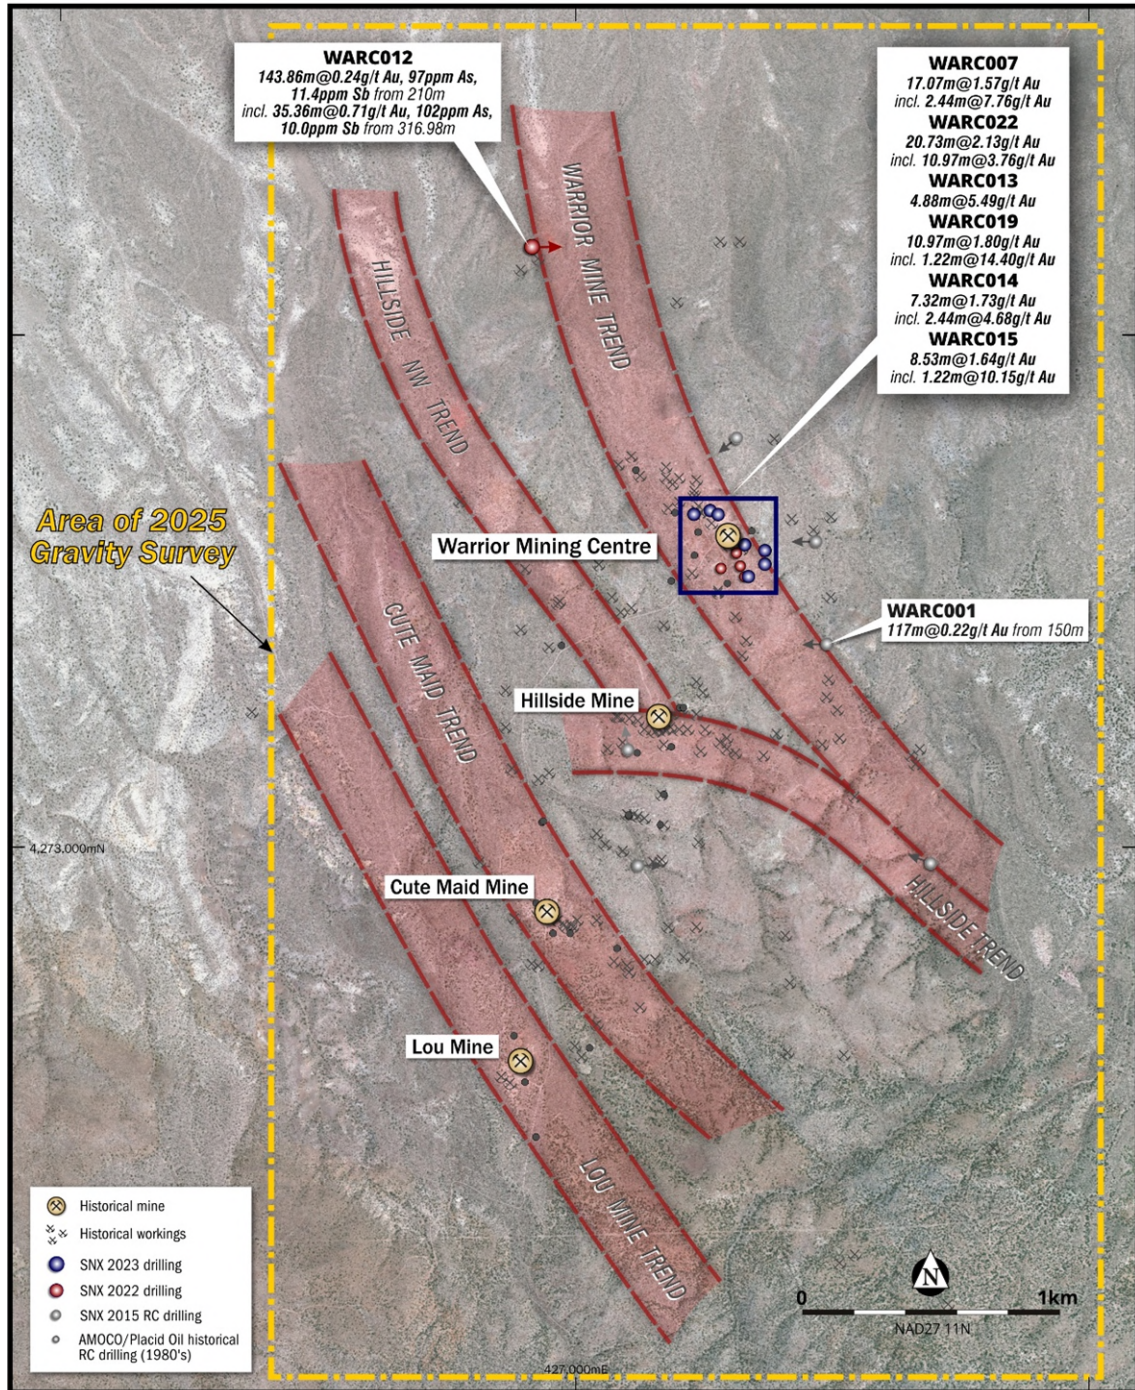 WARC012
143.86m@0.24g/t Au, 97ppm As,
11.4ppm Sb from 210m
incl. 35.36m@0.71g/t Au, 102ppm As,
10.0ppm Sb from 316.98m
WARC007
17.07m@1.57g/t Au
incl. 2.44m@7.76g/t Au
WARC022
20.73m@2.13g/t Au
incl. 10.97m@3.76g/t Au
WARC013
4.88m@5.49g/t Au
WARC019
10.97m@1.80g/t Au
incl. 1.22m@14.40g/t Au
WARC014
7.32m@1.73g/t Au
incl. 2.44m@4.68g/t Au
WARC015
8.53m@1.64g/t Au
incl. 1.22m@10.15g/t Au
WARRIOR MINE TREND
HILLSIDE NW TREND
Area of 2025
Gravity Survey
Warrior Mining Centre
CUTE MAID TREND
WARC001
117m@0.22g/t Au from 150m
Hillside Mine
4,273,000mN
Cute Maid Mine
HILLSIDE TREND
Lou Mine
LOU MINE TREND
Historical mine
Historical workings
SNX 2023 drilling
SNX 2022 drilling
SNX 2015 RC drilling
AMOCO/Placid Oil historical
RC drilling (1980's)
N
0 1km
NAD27 11N
427,000mE